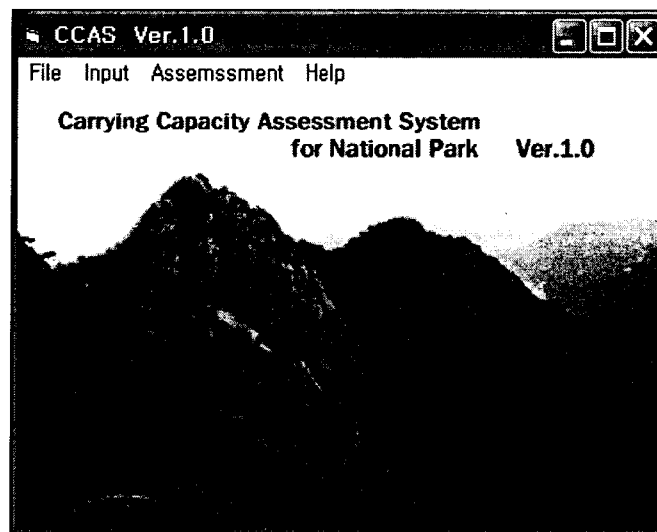 CCAS Ver.1.0
File Input Assemssment Help
Carrying Capacity Assessment System
for National Park Ver.1.0